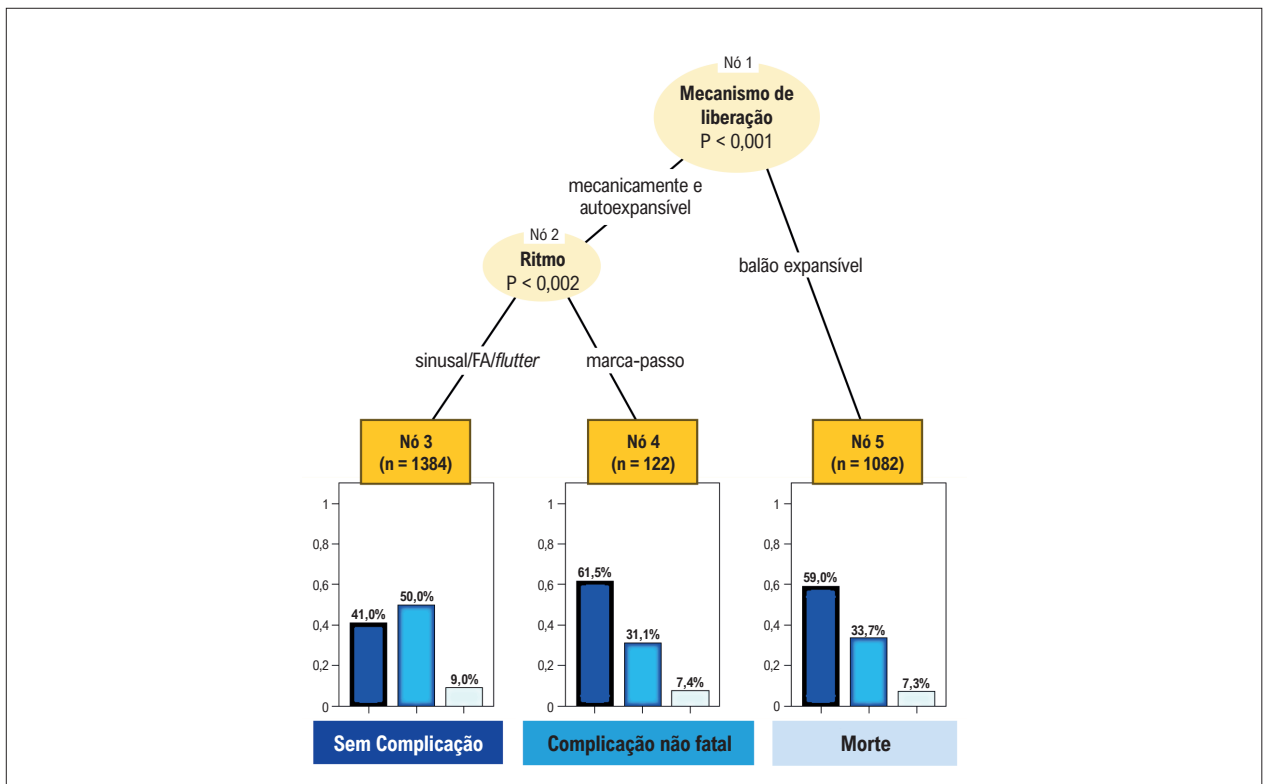 Nó 1
Mecanismo de
liberação
P < 0,001
mecanicamente e
autoexpansível
Nó 2
Ritmo
P < 0,002
balão expansível
sinusal/FA/flutter
marca-passo
Nó 3
(n = 1384)
Nó 4
(n = 122)
Nó 5
(n = 1082)
1
0,8
0,6
0,4
0,2
0
41,0%
50,0%
9,0%
1
0,8
0,6
0,4
0,2
0
61,5%
31,1%
7,4%
1
0,8
0,6
0,4
0,2
0
59,0%
33,7%
7,3%
Sem Complicação
Complicação não fatal
Morte